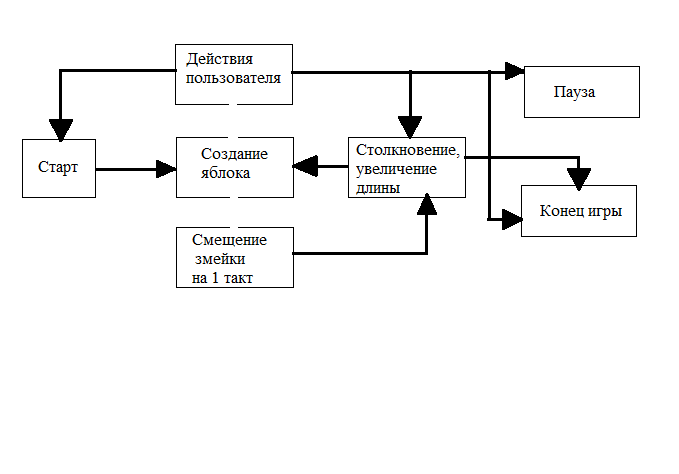 Действия
пользователя
Пауза
Старт
Создание
яблока
Столкновение,
увеличение
длины
Конец игры
Смещение
змейки
на 1 такт